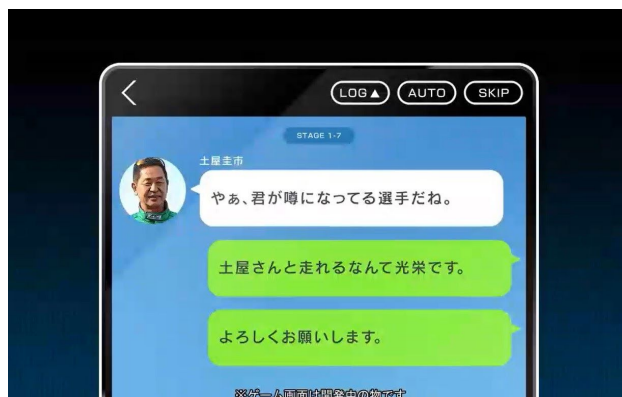 LOG▲ AUTO SKIP
STAGE 1-7
土屋圭市
やぁ、君が噂になってる選手だね。
土屋さんと走れるなんて光栄です。
よろしくお願いします。
※ゲーム画面は開発中の物です